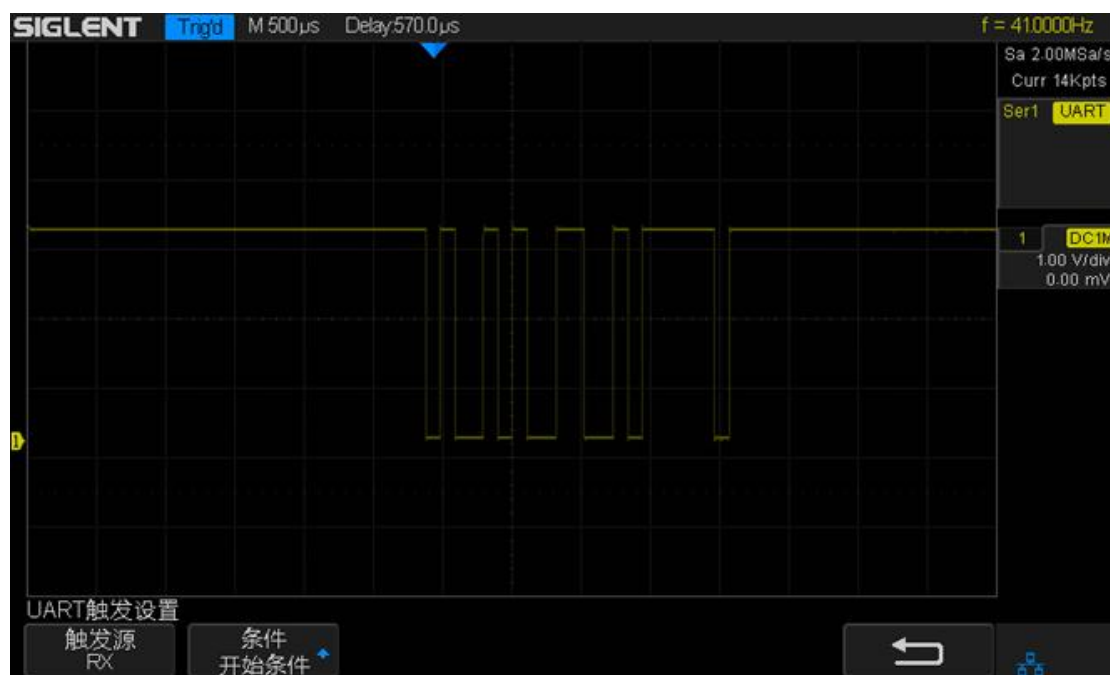 SIGLENT Trig'd M 500μs Delay:570.0μs f = 41.0000Hz
Sa 2.00MSa/s
Curr 14Kpts
Ser1 UART
1 DC1M
1.00 V/div
0.00 mV
1
UART触发设置
触发源
RX
条件
开始条件